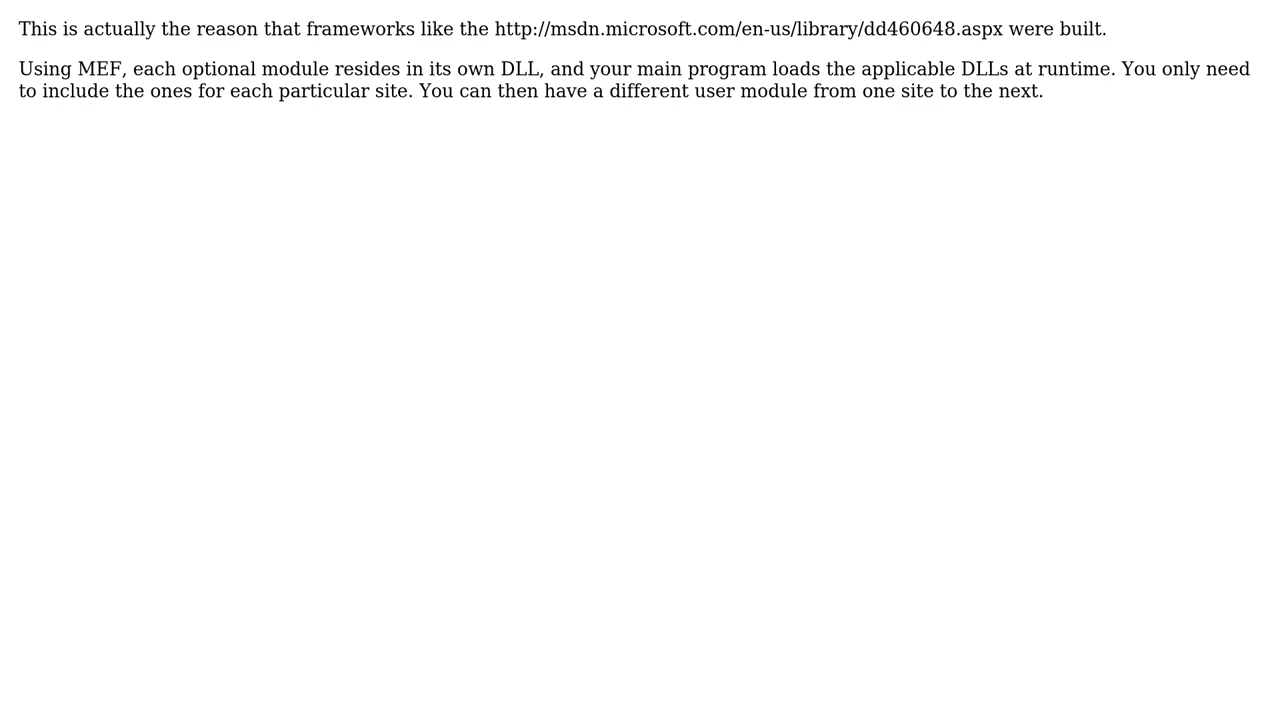 This is actually the reason that frameworks like the http://msdn.microsoft.com/en-us/library/dd460648.aspx were built.
Using MEF, each optional module resides in its own DLL, and your main program loads the applicable DLLs at runtime. You only need
to include the ones for each particular site. You can then have a different user module from one site to the next.